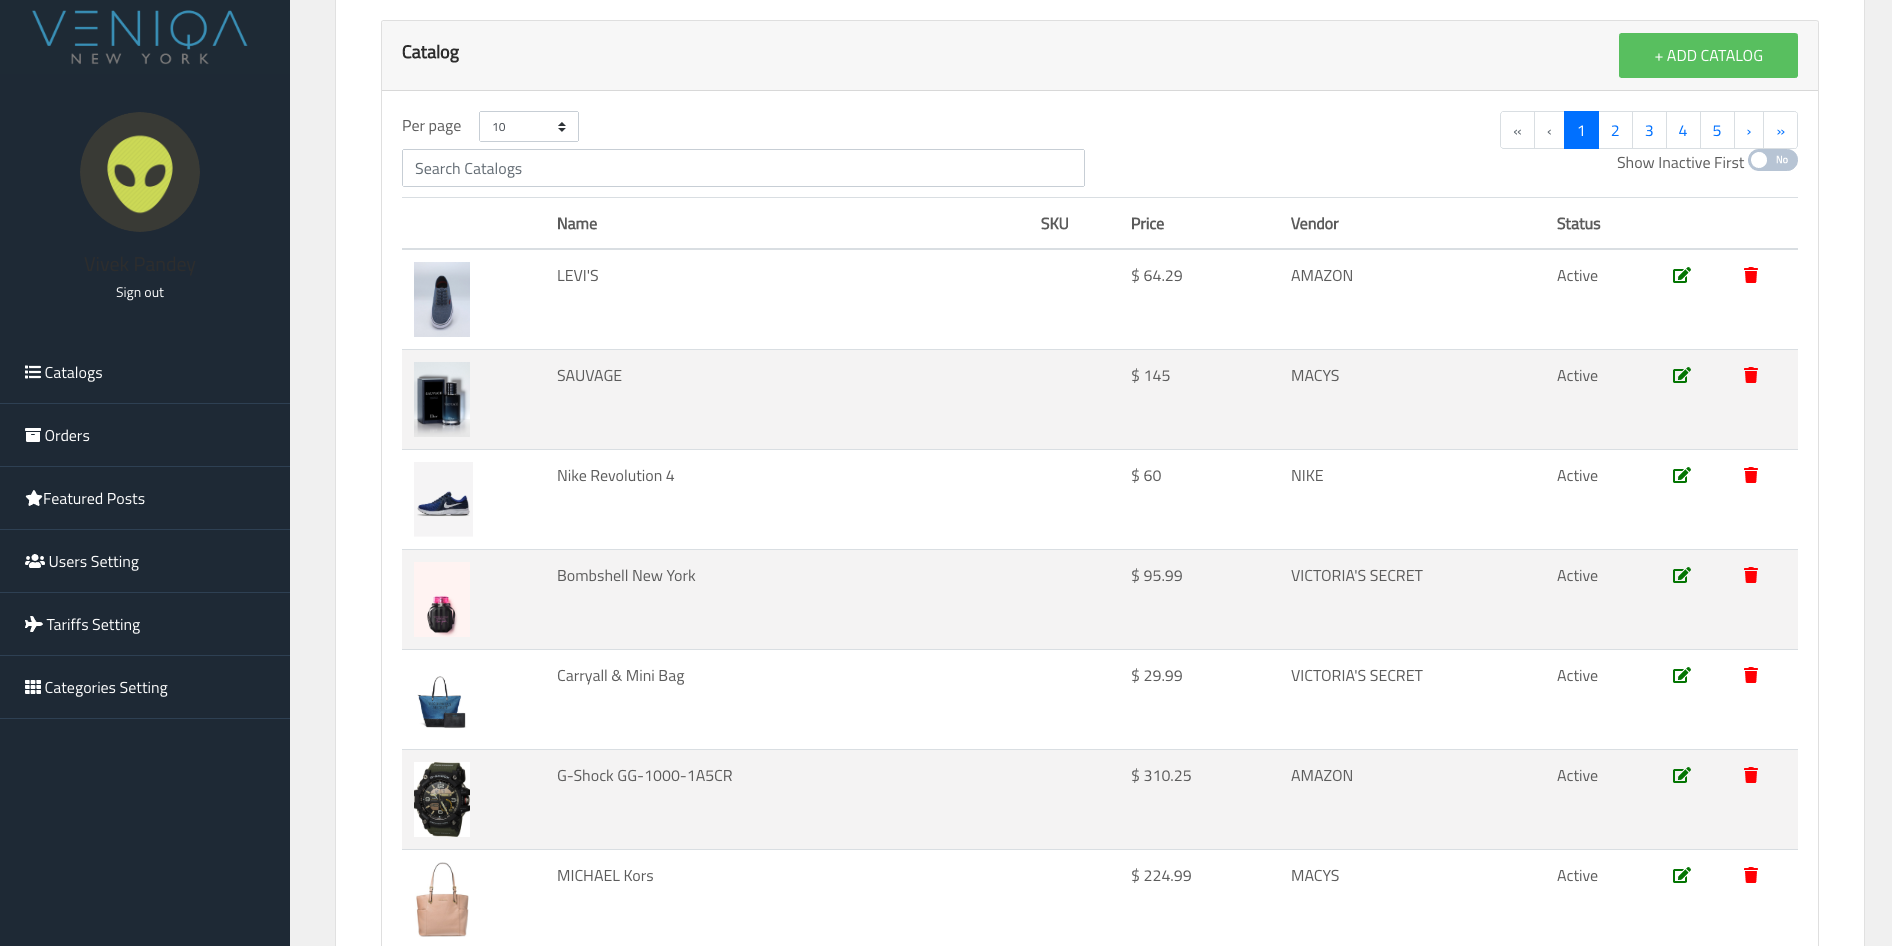 VENIQA
NEW YORK
Vivek Pandey
Sign out
Catalogs
Orders
Featured Posts
Users Setting
Tariffs Setting
Categories Setting
Catalog
+ ADD CATALOG
Per page 10
« ‹ 1 2 3 4 5 › »
Search Catalogs
Show Inactive First No
Name SKU Price Vendor Status
LEVI'S $ 64.29 AMAZON Active
SAUVAGE $ 145 MACYS Active
Nike Revolution 4 $ 60 NIKE Active
Bombshell New York $ 95.99 VICTORIA'S SECRET Active
Carryall & Mini Bag $ 29.99 VICTORIA'S SECRET Active
G-Shock GG-1000-1A5CR $ 310.25 AMAZON Active
MICHAEL Kors $ 224.99 MACYS Active